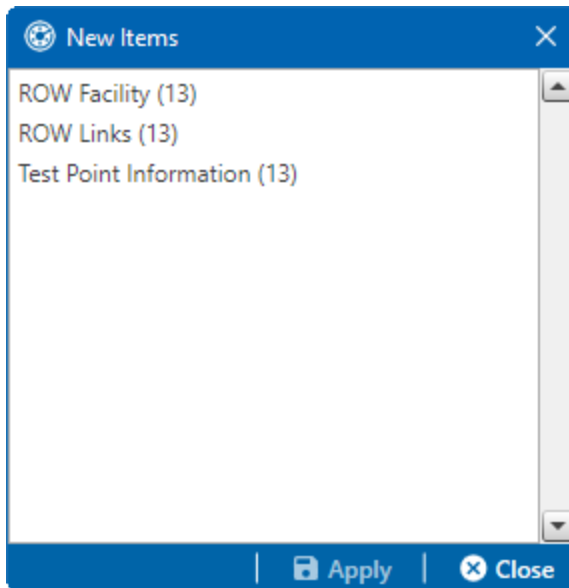 New Items
ROW Facility (13)
ROW Links (13)
Test Point Information (13)
Apply
Close